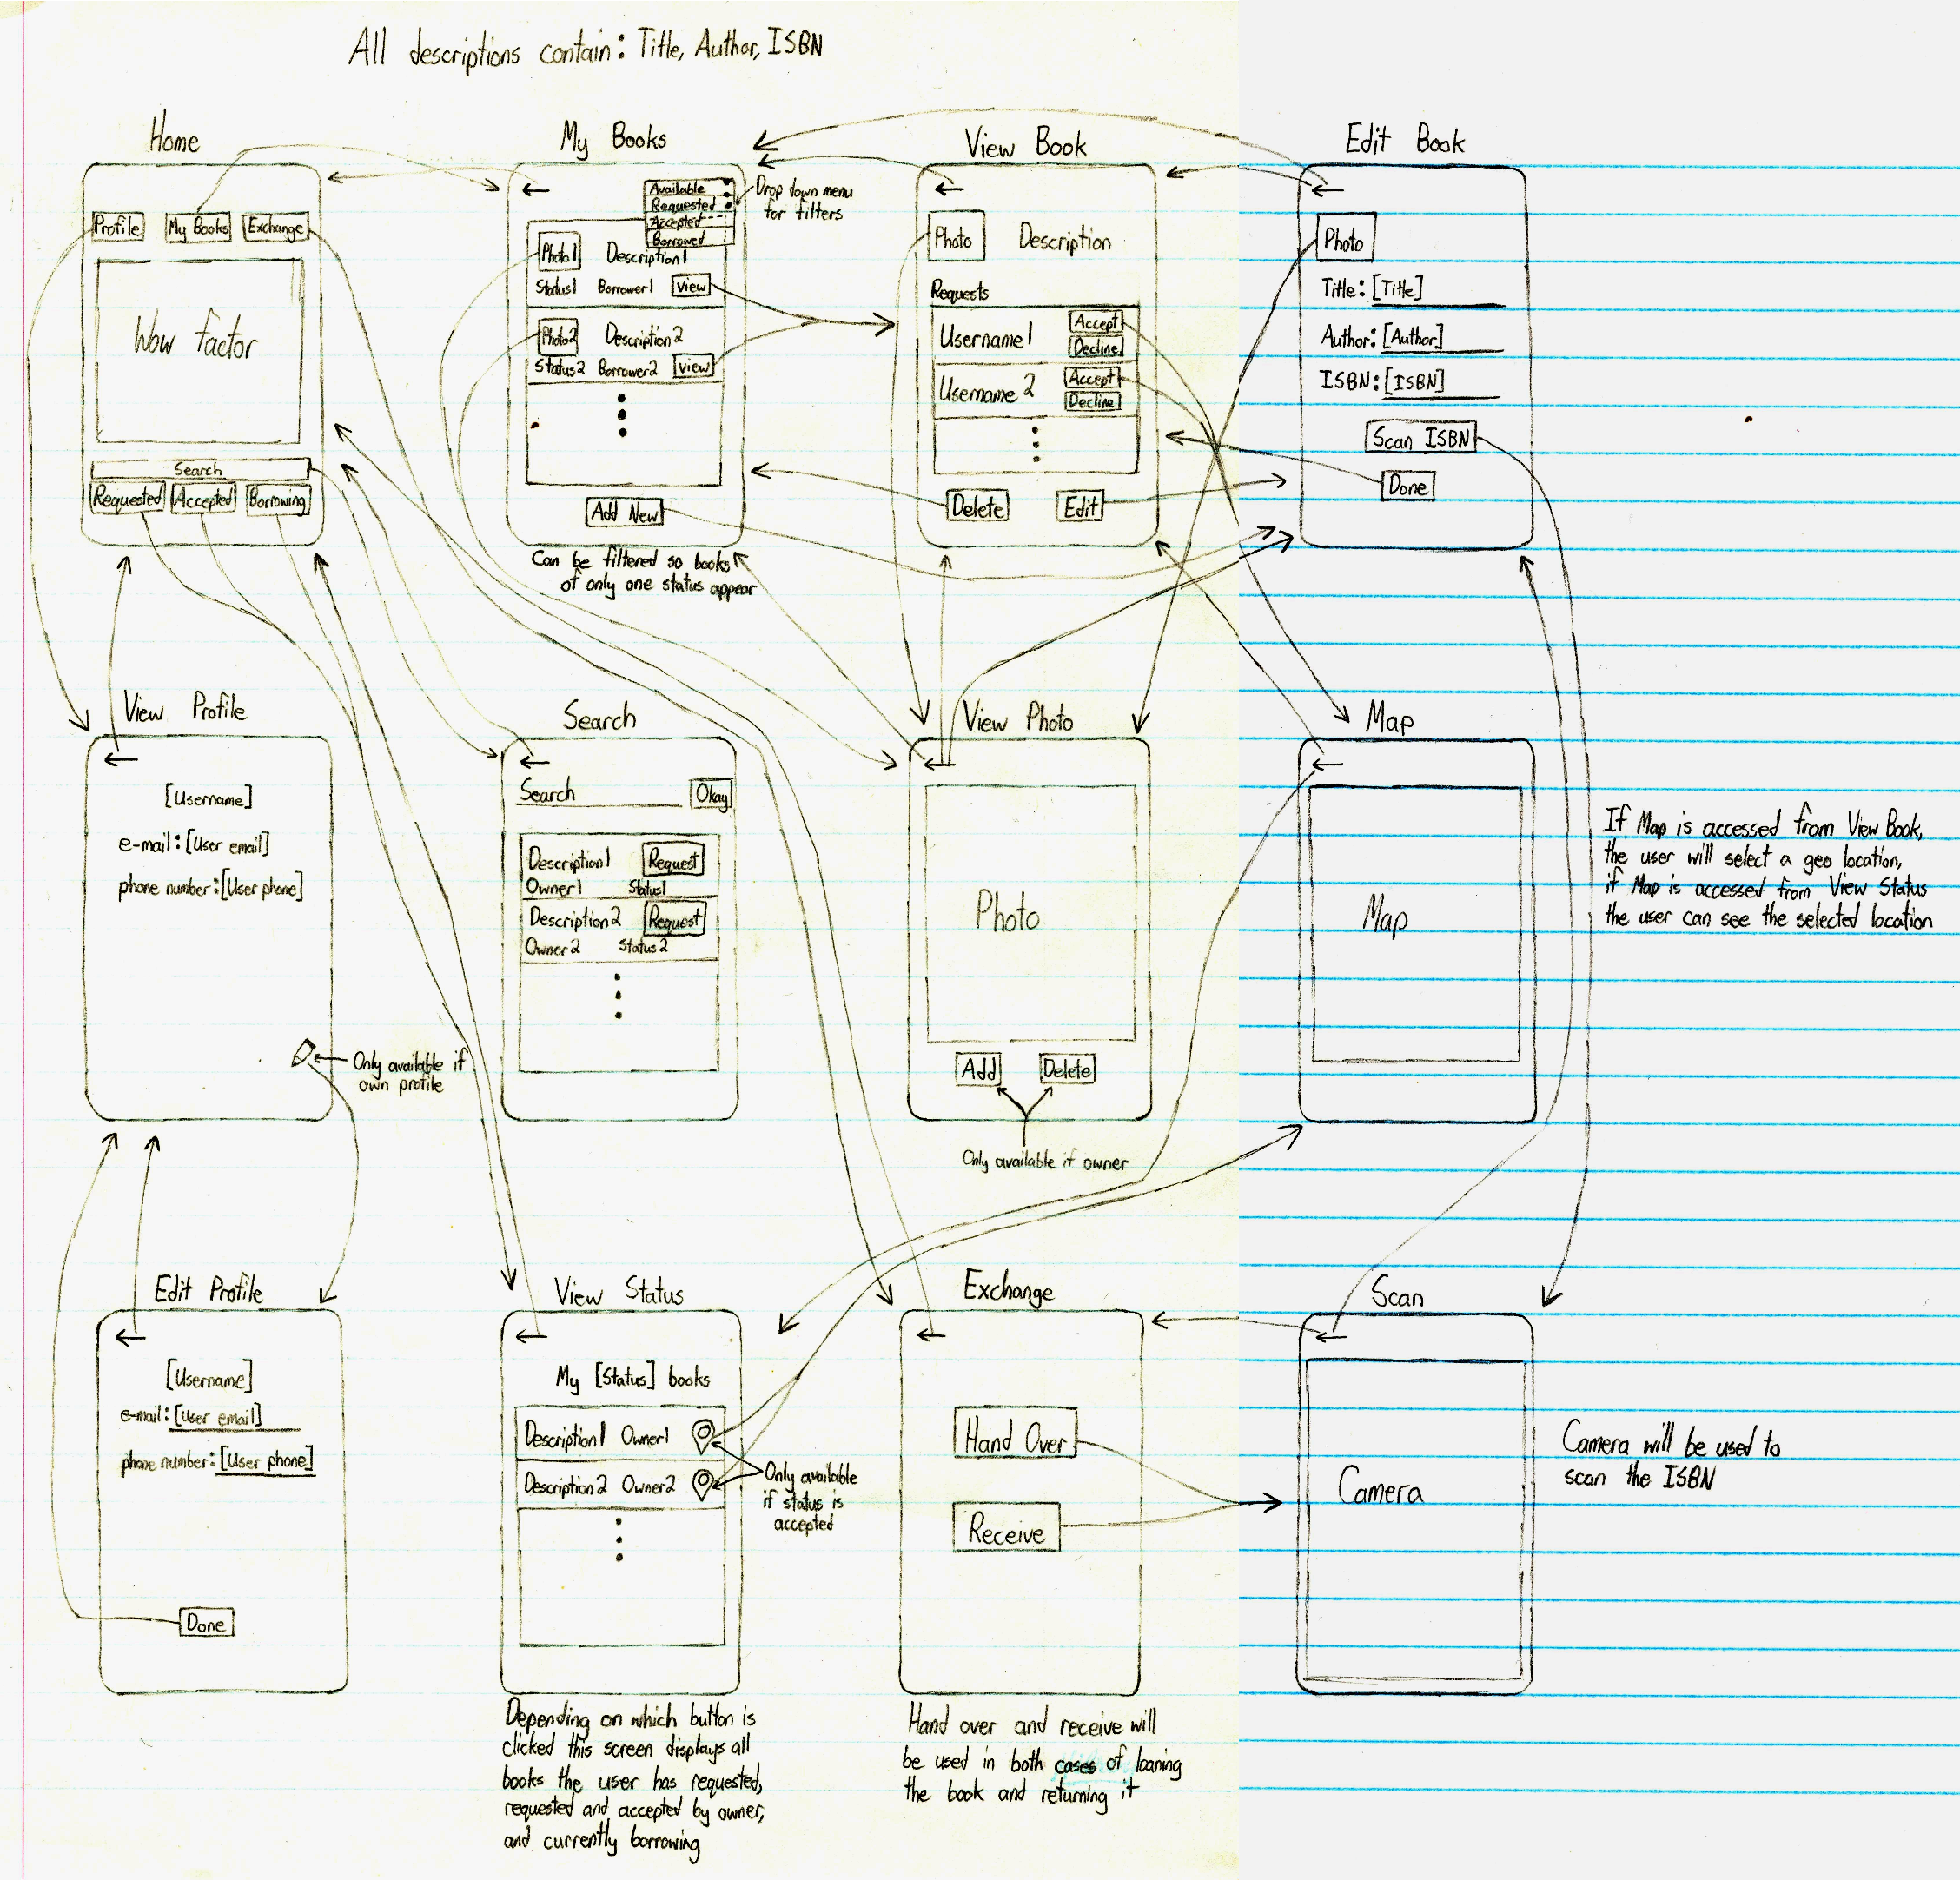 All descriptions contain: Title, Author, ISBN
Home
Profile
My Books
Exchange
Wow factor
Search
Requested
Accepted
Borrowing
My Books
Available
Requested
Accepted
Borrowed
Drop down menu
for filters
Photo1
Description1
Status1 Borrower1 View
Photo2
Description2
Status2 Borrower2 View
Add New
Can be filtered so books
of only one status appear
View Book
Photo
Description
Requests
Username1
Accept
Decline
Username2
Accept
Decline
Delete
Edit
Edit Book
Photo
Title: [Title]
Author: [Author]
ISBN: [ISBN]
Scan ISBN
Done
View Profile
[Username]
e-mail: [User email]
phone number: [User phone]
Only available if
own profile
Search
Search
Okay
Description1
Request
Owner1 Status1
Description2
Request
Owner2 Status2
View Photo
Photo
Add
Delete
Only available if owner
Map
Map
If Map is accessed from View Book,
the user will select a geo location,
if Map is accessed from View Status
the user can see the selected location
Edit Profile
[Username]
e-mail: [User email]
phone number: [User phone]
Done
View Status
My [Status] books
Description1 Owner1
Description2 Owner2
Only available
if status is
accepted
Depending on which button is
clicked this screen displays all
books the user has requested,
requested and accepted by owner,
and currently borrowing
Exchange
Hand Over
Receive
Hand over and receive will
be used in both cases of loaning
the book and returning it
Scan
Camera
Camera will be used to
scan the ISBN